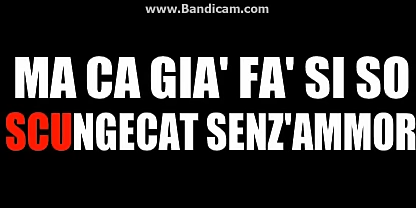 www.Bandicam.com
MA CA GIA' FA' SI SO
SCUNGECAT SENZ'AMMOR